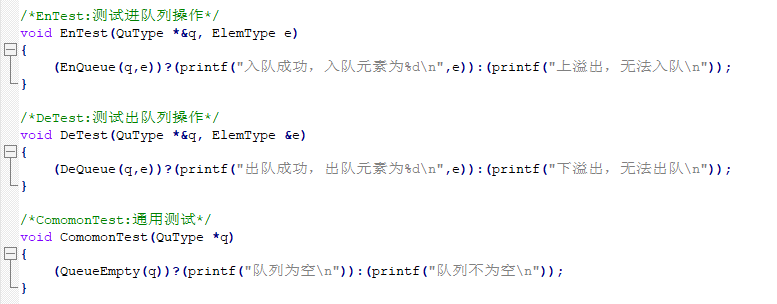 /*EnTest:测试进队列操作*/
void EnTest(QuType *&q, ElemType e)
{
    (EnQueue(q,e))?(printf("入队成功，入队元素为%d\n",e)):(printf("上溢出，无法入队\n"));
}
/*DeTest:测试出队列操作*/
void DeTest(QuType *&q, ElemType &e)
{
    (DeQueue(q,e))?(printf("出队成功，出队元素为%d\n",e)):(printf("下溢出，无法出队\n"));
}
/*ComomonTest:通用测试*/
void ComomonTest(QuType *q)
{
    (QueueEmpty(q))?(printf("队列为空\n")):(printf("队列不为空\n"));
}